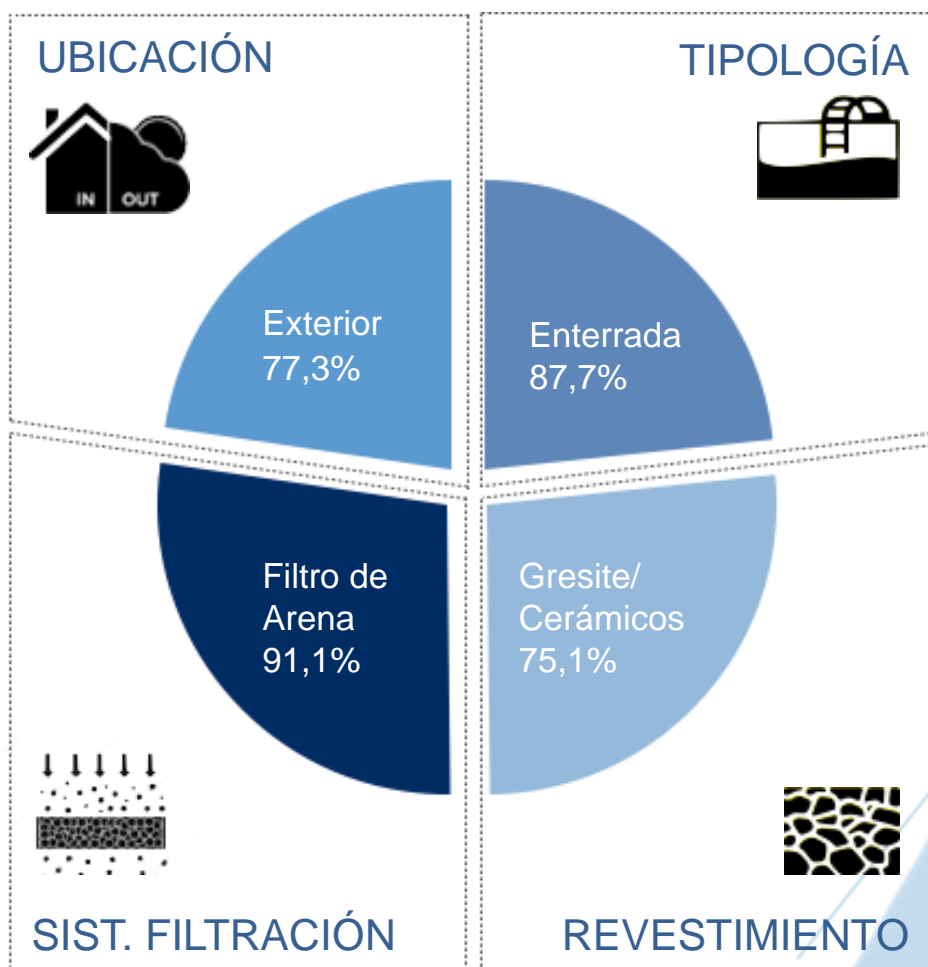 UBICACIÓN
IN OUT
Exterior
77,3%
TIPOLOGÍA
Enterrada
87,7%
Filtro de
Arena
91,1%
SIST. FILTRACIÓN
Gresite/
Cerámicos
75,1%
REVESTIMIENTO